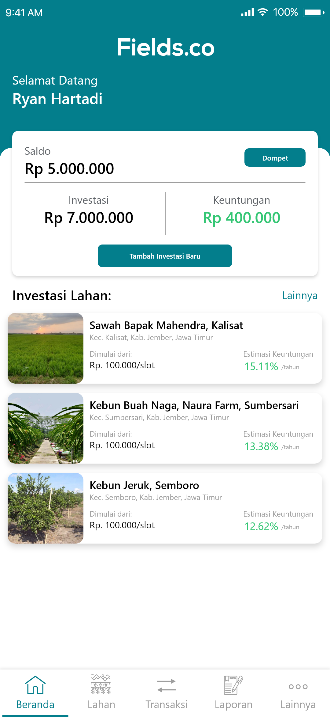 9:41 AM 100%
Fields.co
Selamat Datang
Ryan Hartadi
Saldo
Rp 5.000.000
Dompet
Investasi Keuntungan
Rp 7.000.000 Rp 400.000
Tambah Investasi Baru
Investasi Lahan: Lainnya
Sawah Bapak Mahendra, Kalisat
Kec. Kalisat, Kab. Jember, Jawa Timur
Dimulai dari Estimasi Keuntungan
Rp. 100.000/slot 15.11% /tahun
Kebun Buah Naga, Naura Farm, Sumbersari
Kec. Sumbersari, Kab. Jember, Jawa Timur
Dimulai dari Estimasi Keuntungan
Rp. 100.000/slot 13.38% /tahun
Kebun Jeruk, Semboro
Kec. Semboro, Kab. Jember, Jawa Timur
Dimulai dari Estimasi Keuntungan
Rp. 100.000/slot 12.62% /tahun
Beranda Lahan Transaksi Laporan Lainnya